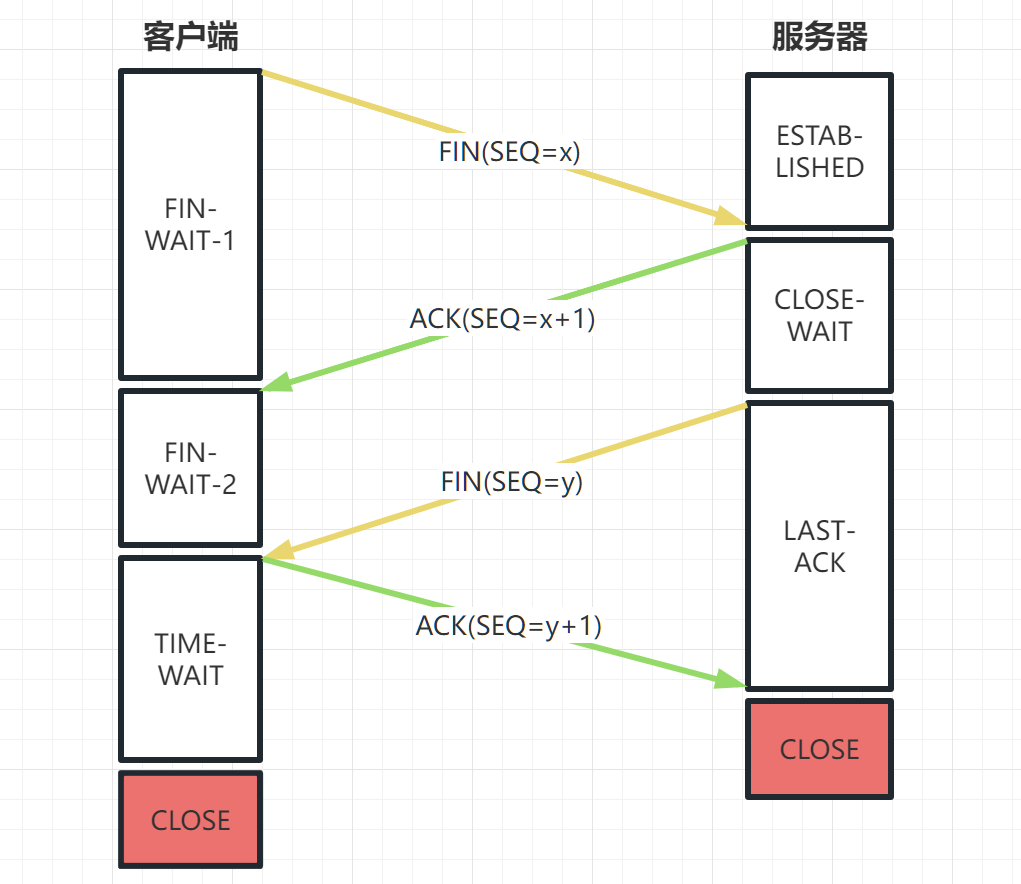 客户端
服务器
ESTAB-
LISHED
FIN(SEQ=x)
FIN-
WAIT-1
CLOSE-
WAIT
ACK(SEQ=x+1)
FIN-
WAIT-2
FIN(SEQ=y)
LAST-
ACK
ACK(SEQ=y+1)
TIME-
WAIT
CLOSE
CLOSE